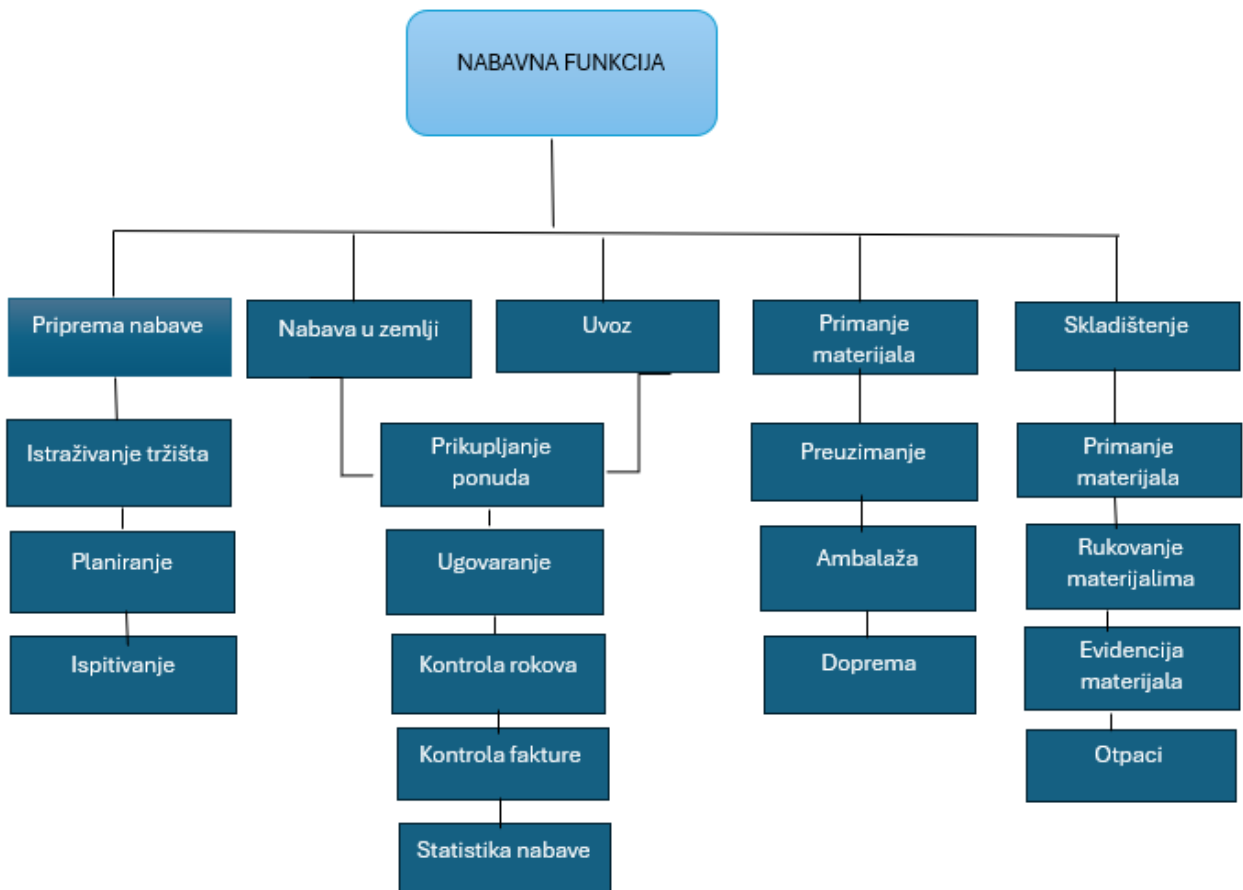 NABAVNA FUNKCIJA
Priprema nabave
Nabava u zemlji
Uvoz
Primanje
materijala
Skladištenje
Istraživanje tržišta
Prikupljanje
ponuda
Preuzimanje
Primanje
materijala
Planiranje
Ugovaranje
Ambalaža
Rukovanje
materijalima
Ispitivanje
Kontrola rokova
Doprema
Evidencija
materijala
Kontrola fakture
Otpaci
Statistika nabave